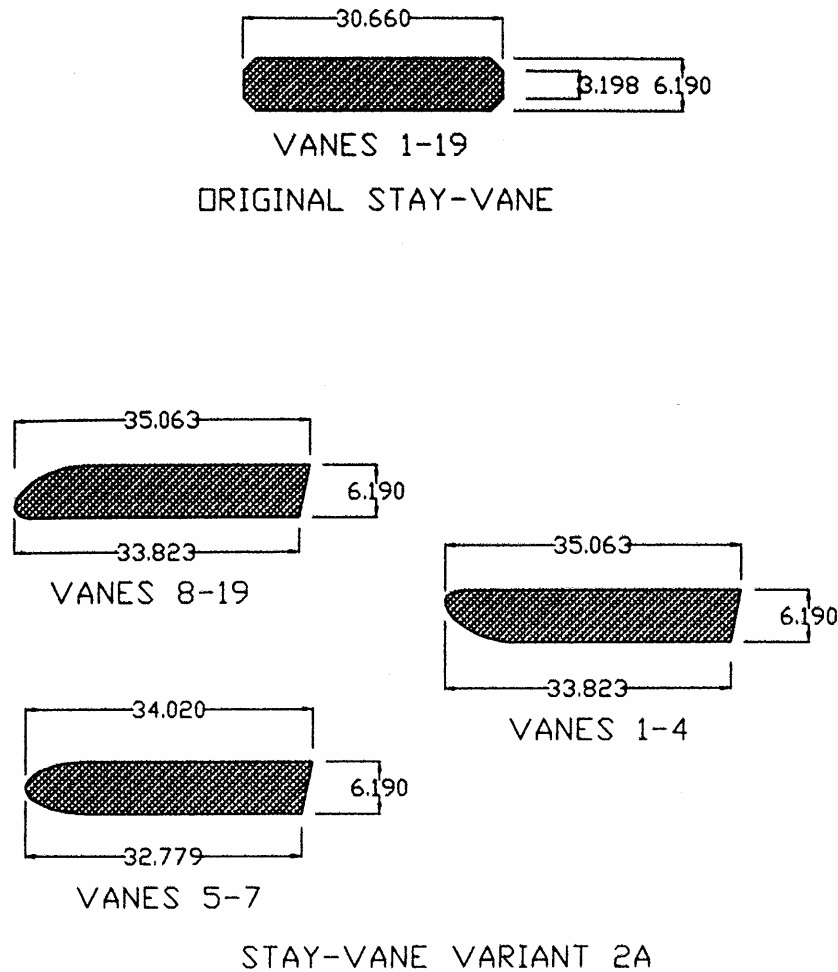 30.660
3.198 6.190
VANES 1-19
ORIGINAL STAY-VANE
35.063
6.190
33.823
VANES 8-19
35.063
6.190
33.823
VANES 1-4
34.020
6.190
32.779
VANES 5-7
STAY-VANE VARIANT 2A